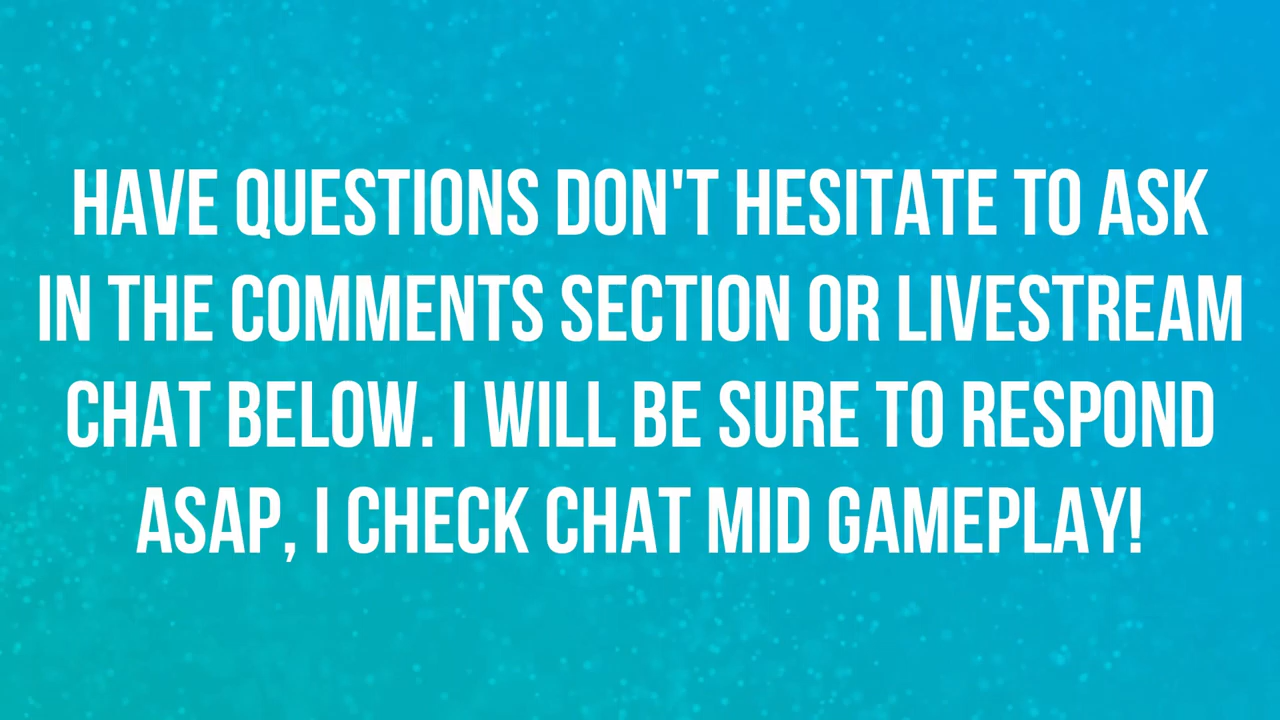 HAVE QUESTIONS DON'T HESITATE TO ASK
IN THE COMMENTS SECTION OR LIVESTREAM
CHAT BELOW. I WILL BE SURE TO RESPOND
ASAP, I CHECK CHAT MID GAMEPLAY!